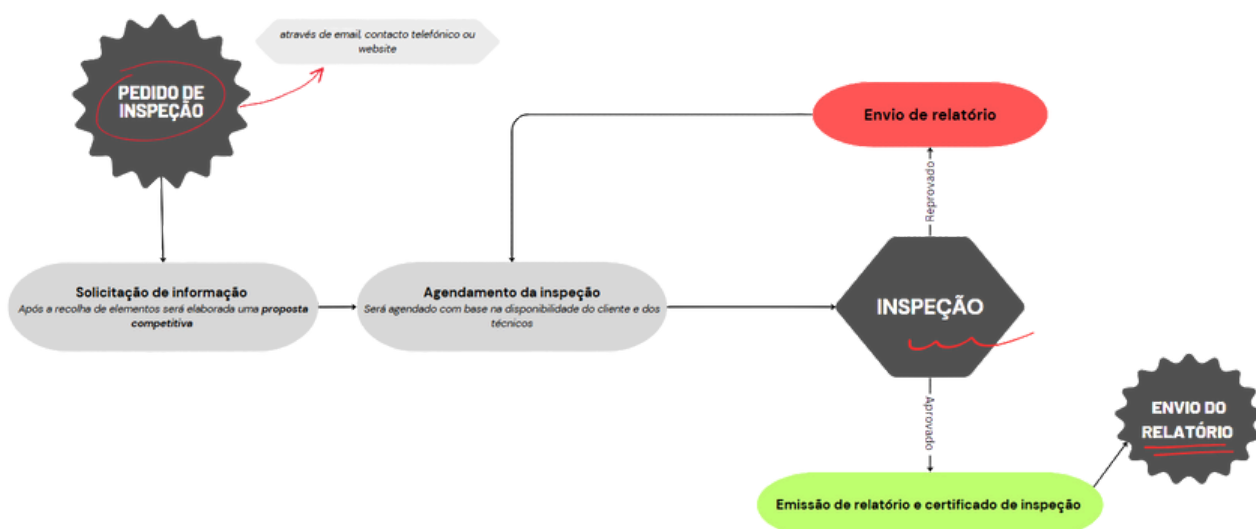 através de email, contacto telefónico ou
website
PEDIDO DE
INSPEÇÃO
Envio de relatório
Reprovado
Solicitação de informação
Após a recolha de elementos será elaborada uma proposta
competitiva
Agendamento da inspeção
Será agendado com base na disponibilidade do cliente e dos
técnicos
INSPEÇÃO
Aprovado
ENVIO DO
RELATÓRIO
Emissão de relatório e certificado de inspeção